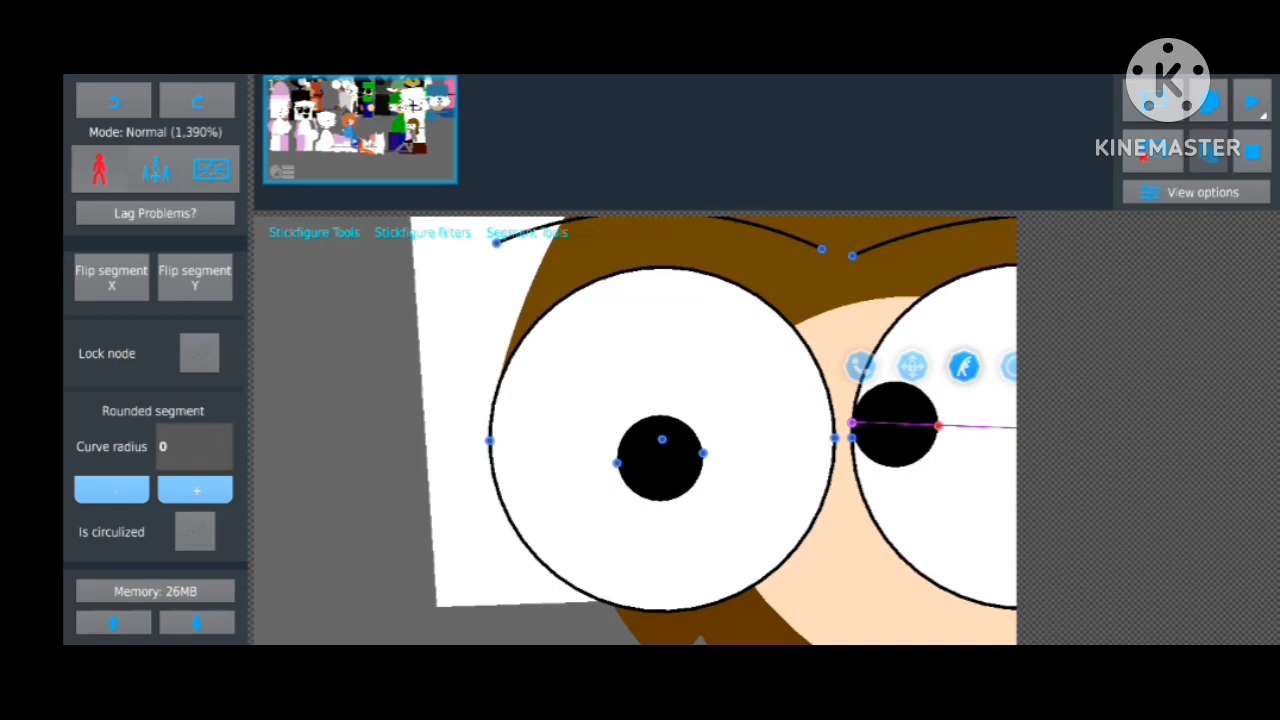 Mode: Normal (1,390%)
Lag Problems?
Flip segment X
Flip segment Y
Lock node
Rounded segment
Curve radius 0
- +
Is circulized
Memory: 26MB
1
Stickfigure Tools Stickfigure Filters Segment Tools
K
KINEMASTER
View options